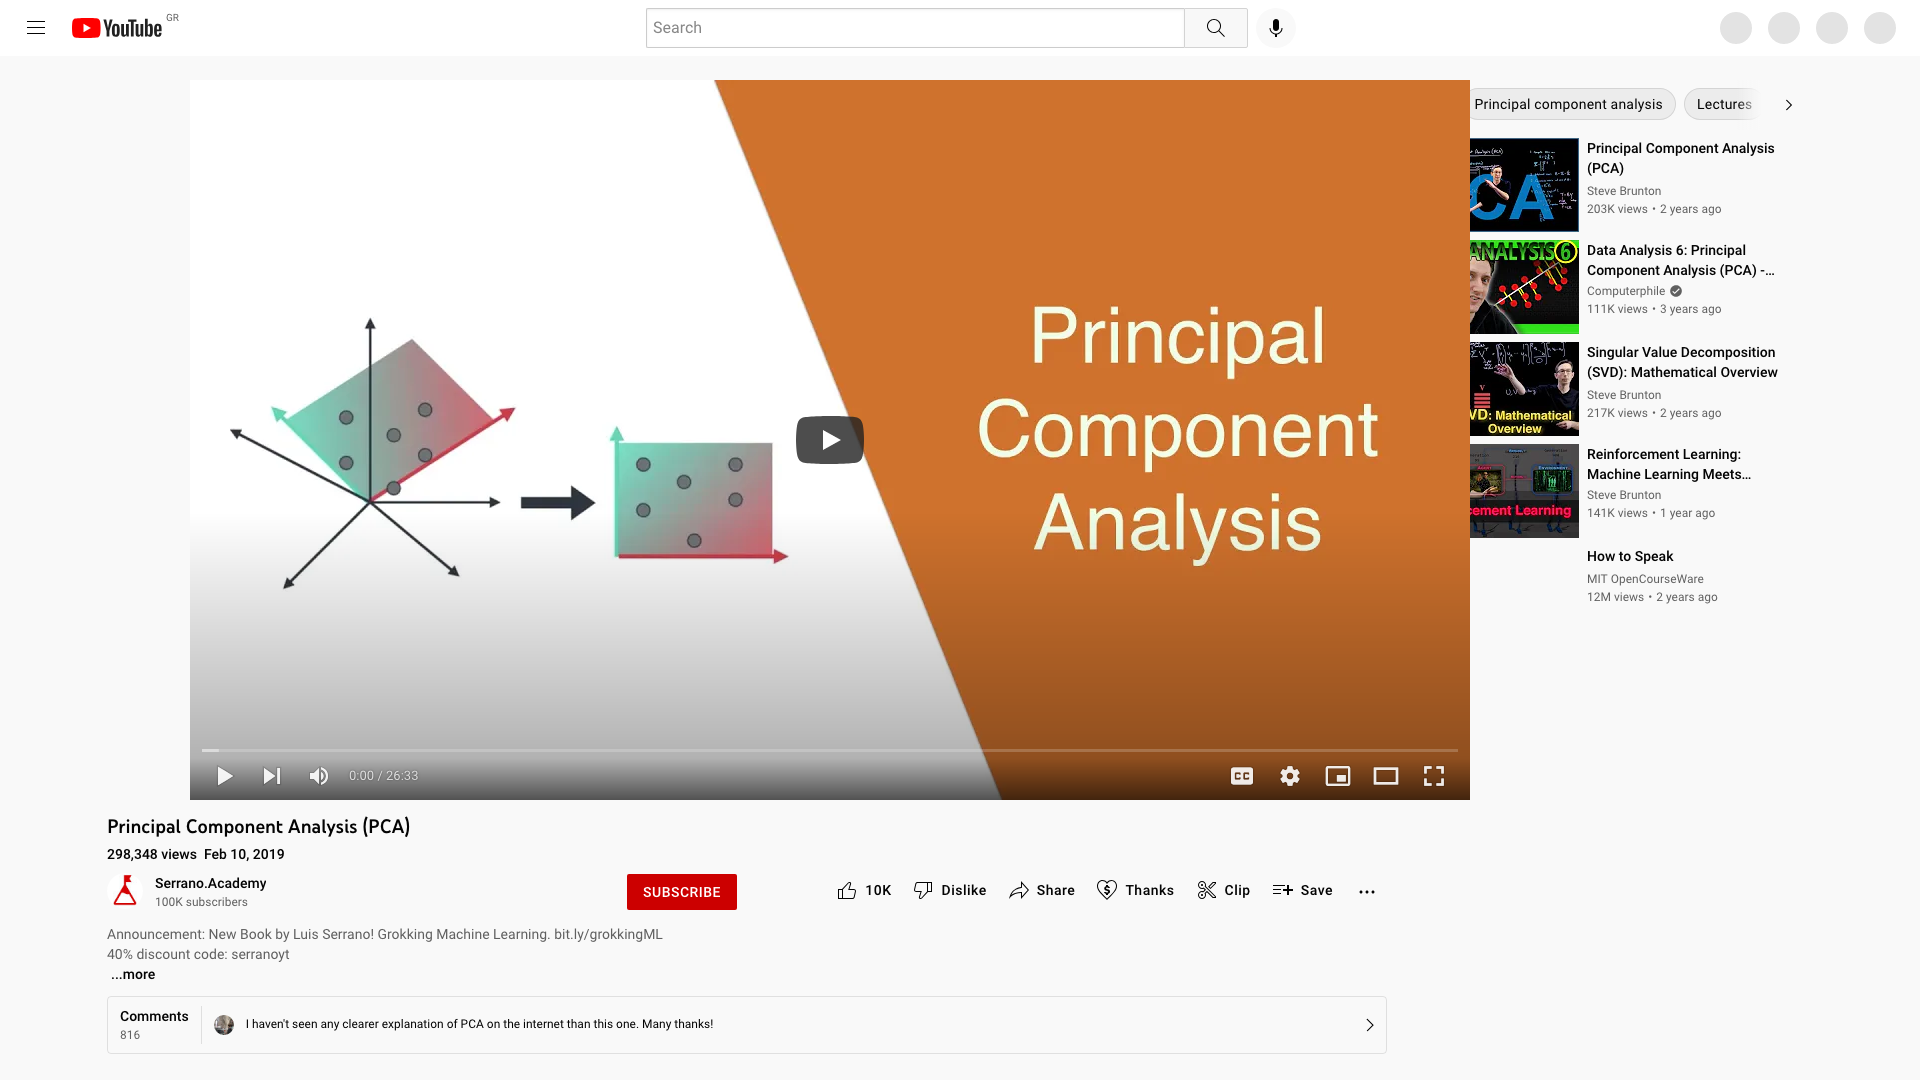 YouTube GR
Search
Principal
Component
Analysis
0:00 / 26:33
CC
Principal Component Analysis (PCA)
298,348 views Feb 10, 2019
Serrano.Academy
100K subscribers
SUBSCRIBE
10K
Dislike
Share
Thanks
Clip
Save
Announcement: New Book by Luis Serrano! Grokking Machine Learning. bit.ly/grokkingML
40% discount code: serranoyt
...more
Comments
816
I haven't seen any clearer explanation of PCA on the internet than this one. Many thanks!
Principal component analysis
Lectures
CA
Principal Component Analysis
(PCA)
Steve Brunton
203K views • 2 years ago
ANALYSIS 6
Data Analysis 6: Principal
Component Analysis (PCA) -...
Computerphile
111K views • 3 years ago
VD: Mathematical
Overview
Singular Value Decomposition
(SVD): Mathematical Overview
Steve Brunton
217K views • 2 years ago
cement Learning
Reinforcement Learning:
Machine Learning Meets...
Steve Brunton
141K views • 1 year ago
How to Speak
MIT OpenCourseWare
12M views • 2 years ago